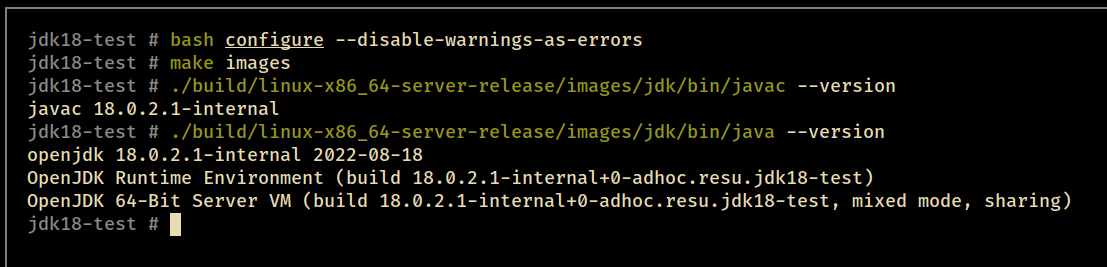 jdk18-test # bash configure --disable-warnings-as-errors
jdk18-test # make images
jdk18-test # ./build/linux-x86_64-server-release/images/jdk/bin/javac --version
javac 18.0.2.1-internal
jdk18-test # ./build/linux-x86_64-server-release/images/jdk/bin/java --version
openjdk 18.0.2.1-internal 2022-08-18
OpenJDK Runtime Environment (build 18.0.2.1-internal+0-adhoc.resu.jdk18-test)
OpenJDK 64-Bit Server VM (build 18.0.2.1-internal+0-adhoc.resu.jdk18-test, mixed mode, sharing)
jdk18-test #